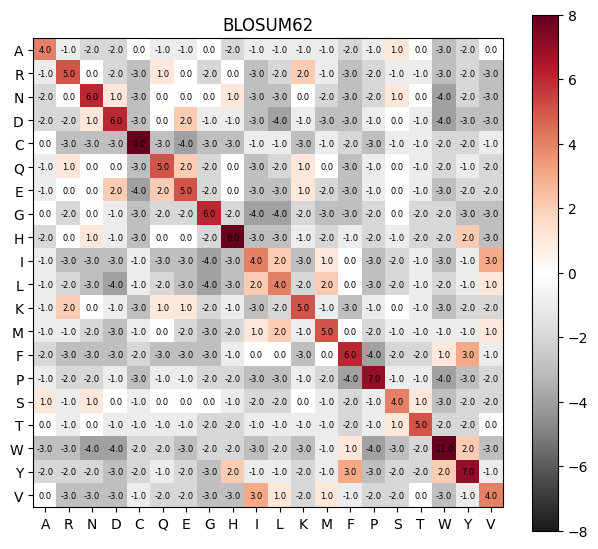 BLOSUM62
A 4.0 -1.0 -2.0 -2.0 0.0 -1.0 -1.0 0.0 -2.0 -1.0 -1.0 -1.0 -1.0 -2.0 -1.0 1.0 0.0 -3.0 -2.0 0.0
R -1.0 5.0 0.0 -2.0 -3.0 1.0 0.0 -2.0 0.0 -3.0 -2.0 2.0 -1.0 -3.0 -2.0 -1.0 -1.0 -3.0 -2.0 -3.0
N -2.0 0.0 6.0 1.0 -3.0 0.0 0.0 0.0 1.0 -3.0 -3.0 0.0 -2.0 -3.0 -2.0 1.0 0.0 -4.0 -2.0 -3.0
D -2.0 -2.0 1.0 6.0 -3.0 0.0 2.0 -1.0 -1.0 -3.0 -4.0 -1.0 -3.0 -3.0 -1.0 0.0 -1.0 -4.0 -3.0 -3.0
C 0.0 -3.0 -3.0 -3.0 9.0 -3.0 -4.0 -3.0 -3.0 -1.0 -1.0 -3.0 -1.0 -2.0 -3.0 -1.0 -1.0 -2.0 -2.0 -1.0
Q -1.0 1.0 0.0 0.0 -3.0 5.0 2.0 -2.0 0.0 -3.0 -2.0 1.0 0.0 -3.0 -1.0 0.0 -1.0 -2.0 -1.0 -2.0
E -1.0 0.0 0.0 2.0 -4.0 2.0 5.0 -2.0 0.0 -3.0 -3.0 1.0 -2.0 -3.0 -1.0 0.0 -1.0 -3.0 -2.0 -2.0
G 0.0 -2.0 0.0 -1.0 -3.0 -2.0 -2.0 6.0 -2.0 -4.0 -4.0 -2.0 -3.0 -3.0 -2.0 0.0 -2.0 -2.0 -3.0 -3.0
H -2.0 0.0 1.0 -1.0 -3.0 0.0 0.0 -2.0 8.0 -3.0 -3.0 -1.0 -2.0 -1.0 -2.0 -1.0 -2.0 -2.0 2.0 -3.0
I -1.0 -3.0 -3.0 -3.0 -1.0 -3.0 -3.0 -4.0 -3.0 4.0 2.0 -3.0 1.0 0.0 -3.0 -2.0 -1.0 -3.0 -1.0 3.0
L -1.0 -2.0 -3.0 -4.0 -1.0 -2.0 -3.0 -4.0 -3.0 2.0 4.0 -2.0 2.0 0.0 -3.0 -2.0 -1.0 -2.0 -1.0 1.0
K -1.0 2.0 0.0 -1.0 -3.0 1.0 1.0 -2.0 -1.0 -3.0 -2.0 5.0 -1.0 -3.0 -1.0 0.0 -1.0 -3.0 -2.0 -2.0
M -1.0 -1.0 -2.0 -3.0 -1.0 0.0 -2.0 -3.0 -2.0 1.0 2.0 -1.0 5.0 0.0 -2.0 -1.0 -1.0 -1.0 -1.0 1.0
F -2.0 -3.0 -3.0 -3.0 -2.0 -3.0 -3.0 -3.0 -1.0 0.0 0.0 -3.0 0.0 6.0 -4.0 -2.0 -2.0 1.0 3.0 -1.0
P -1.0 -2.0 -2.0 -1.0 -3.0 -1.0 -1.0 -2.0 -2.0 -3.0 -3.0 -1.0 -2.0 -4.0 7.0 -1.0 -1.0 -4.0 -3.0 -2.0
S 1.0 -1.0 1.0 0.0 -1.0 0.0 0.0 0.0 -1.0 -2.0 -2.0 0.0 -1.0 -2.0 -1.0 4.0 1.0 -3.0 -2.0 -2.0
T 0.0 -1.0 0.0 -1.0 -1.0 -1.0 -1.0 -2.0 -2.0 -1.0 -1.0 -1.0 -1.0 -2.0 -1.0 1.0 5.0 -2.0 -2.0 0.0
W -3.0 -3.0 -4.0 -4.0 -2.0 -2.0 -3.0 -2.0 -2.0 -3.0 -2.0 -3.0 -1.0 1.0 -4.0 -3.0 -2.0 11.0 2.0 -3.0
Y -2.0 -2.0 -2.0 -3.0 -2.0 -1.0 -2.0 -3.0 2.0 -1.0 -1.0 -2.0 -1.0 3.0 -3.0 -2.0 -2.0 2.0 7.0 -1.0
V 0.0 -3.0 -3.0 -3.0 -1.0 -2.0 -2.0 -3.0 -3.0 3.0 1.0 -2.0 1.0 -1.0 -2.0 -2.0 0.0 -3.0 -1.0 4.0
A R N D C Q E G H I L K M F P S T W Y V
8
6
4
2
0
−2
−4
−6
−8